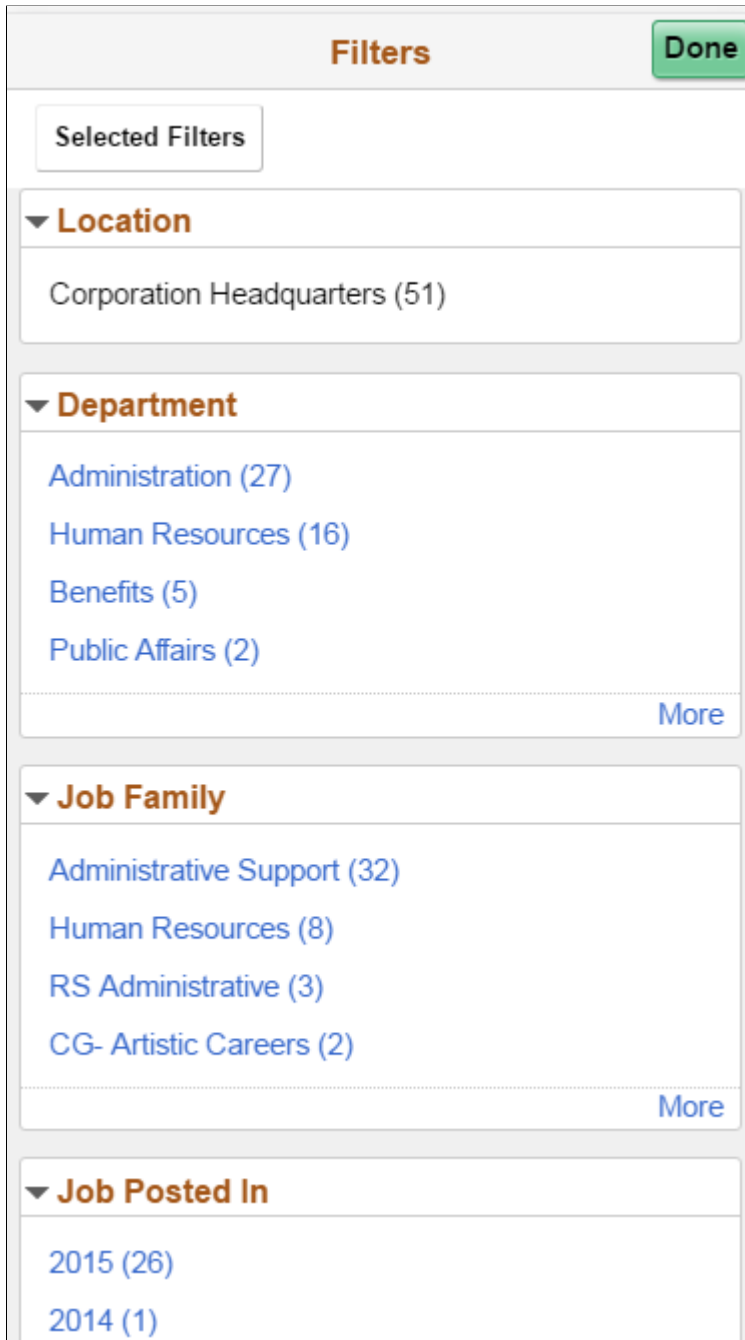 Filters
Done
Selected Filters
Location
Corporation Headquarters (51)
Department
Administration (27)
Human Resources (16)
Benefits (5)
Public Affairs (2)
More
Job Family
Administrative Support (32)
Human Resources (8)
RS Administrative (3)
CG- Artistic Careers (2)
More
Job Posted In
2015 (26)
2014 (1)